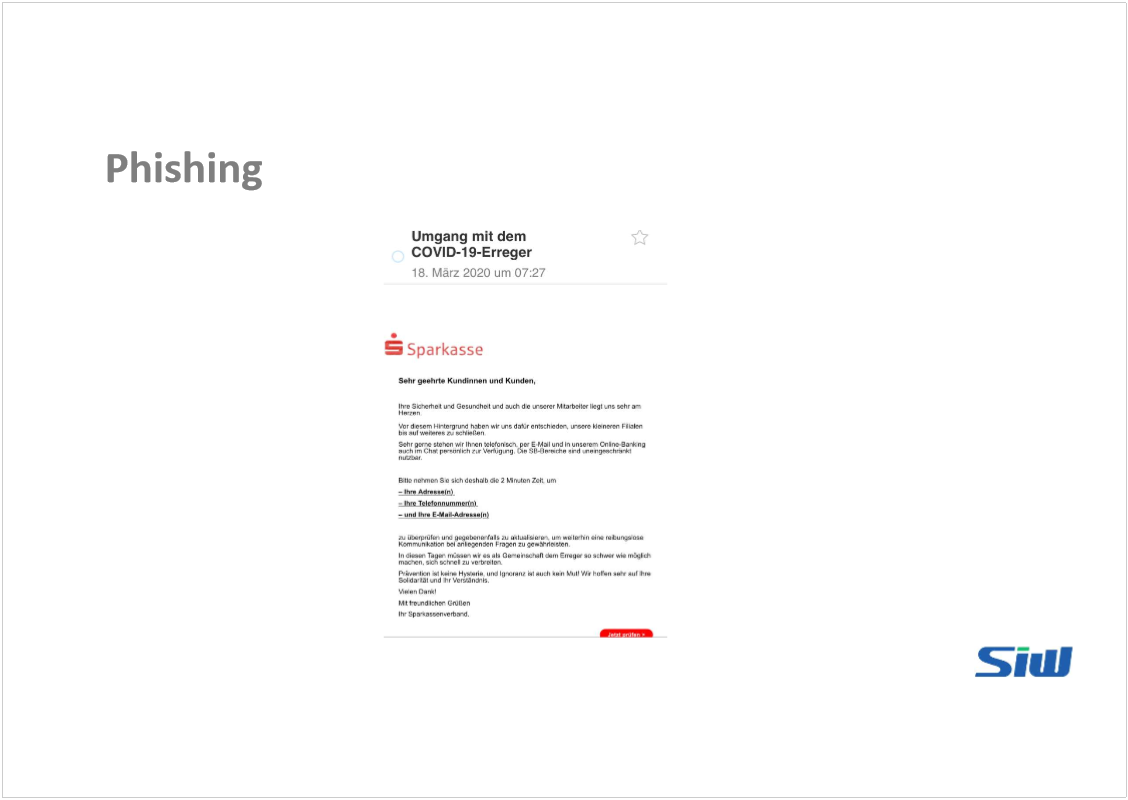 Phishing
Umgang mit dem
COVID-19-Erreger
18. März 2020 um 07:27
Sparkasse
Sehr geehrte Kundinnen und Kunden,
Ihre Sicherheit und Gesundheit und auch die unserer Mitarbeiter liegt uns sehr am
Herzen.
Vor diesem Hintergrund haben wir uns dafür entschieden, unsere kleineren Filialen
bis auf weiteres zu schließen.
Sehr gerne stehen wir Ihnen telefonisch, per E-Mail und in unserem Online-Banking
auch im Chat persönlich zur Verfügung. Die SB-Bereiche sind uneingeschränkt
nutzbar.
Bitte nehmen Sie sich deshalb die 2 Minuten Zeit, um
– Ihre Adresse(n)
– Ihre Telefonnummer(n)
– und Ihre E-Mail-Adresse(n)
zu überprüfen und gegebenenfalls zu aktualisieren, um weiterhin eine reibungslose
Kommunikation bei anliegenden Fragen zu gewährleisten.
In diesen Tagen müssen wir es als Gemeinschaft dem Erreger so schwer wie möglich
machen, sich schnell zu verbreiten.
Prävention ist keine Hysterie, und Ignoranz ist auch kein Mut! Wir hoffen sehr auf Ihre
Solidarität und Ihr Verständnis.
Vielen Dank!
Mit freundlichen Grüßen
Ihr Sparkassenverband.
Jetzt prüfen >
SiW